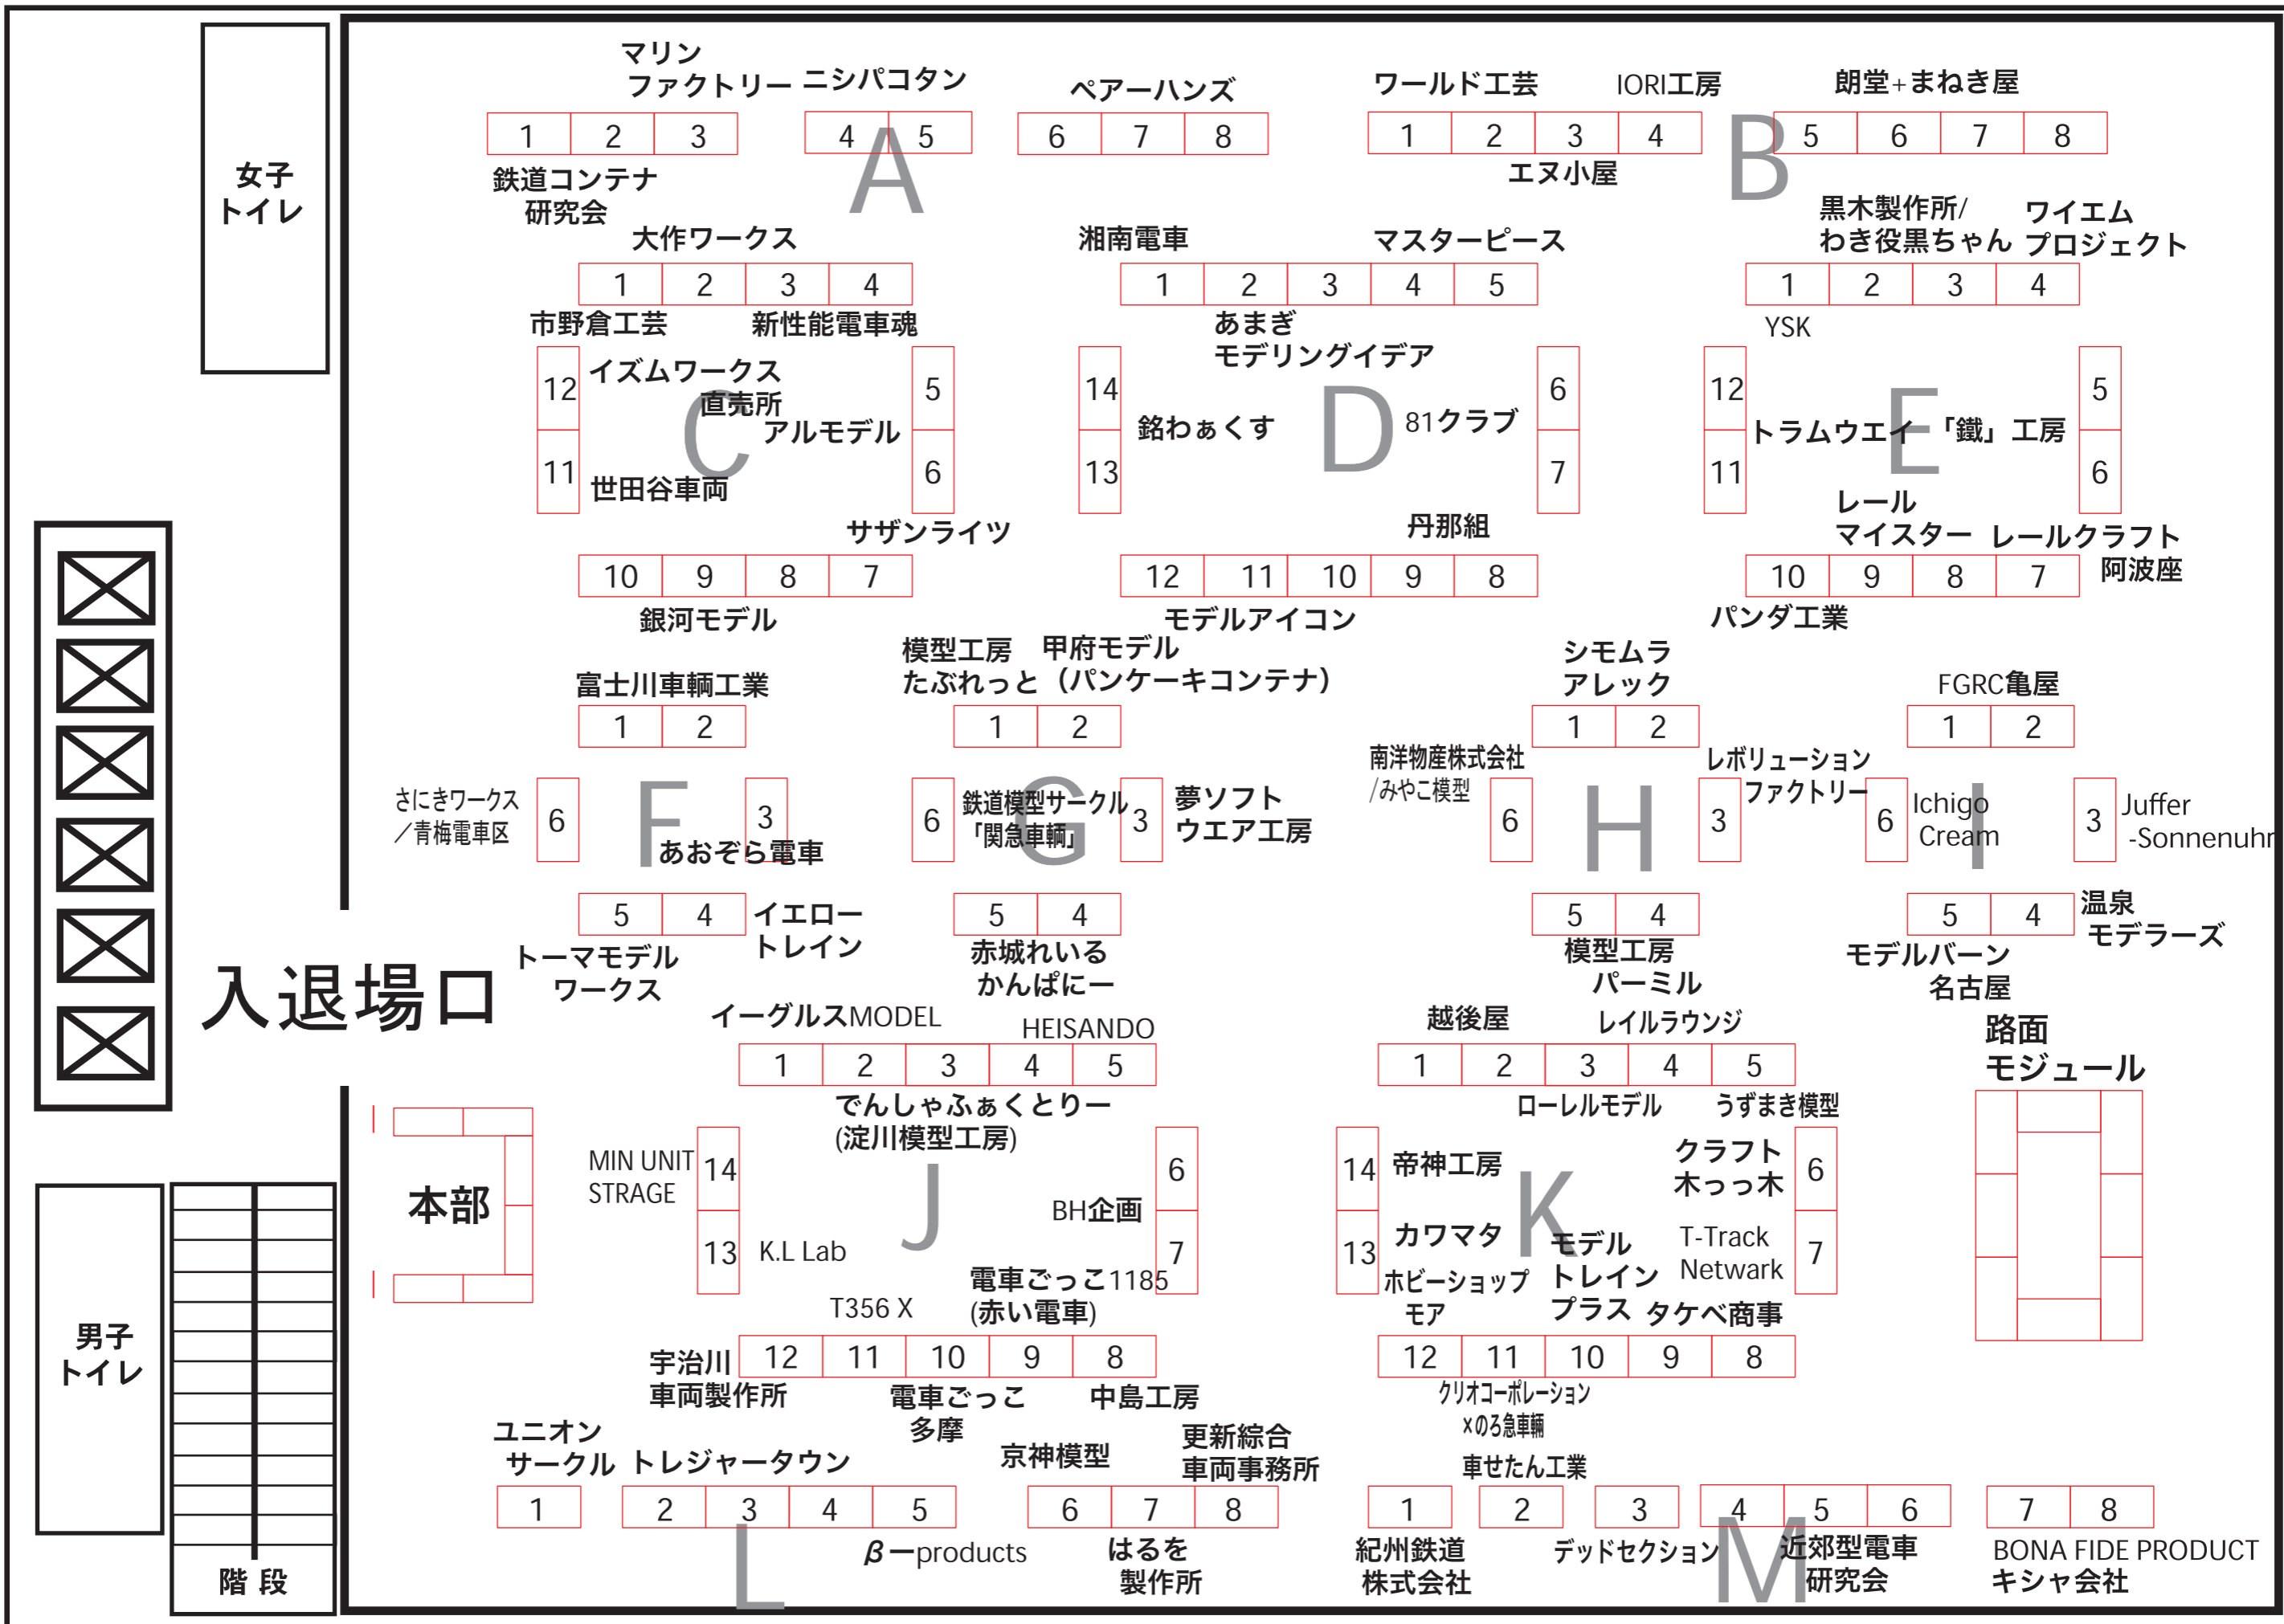 女子
トイレ
マリン
ファクトリー
ニシパコタン
ペアーハンズ
ワールド工芸
IORI工房
朗堂+まねき屋
1 2 3
4 5
6 7 8
A
1 2 3 4
B
5 6 7 8
鉄道コンテナ
研究会
エヌ小屋
大作ワークス
湘南電車
マスターピース
黒木製作所/
わき役黒ちゃん
ワイエム
プロジェクト
1 2 3 4
1 2 3 4 5
1 2 3 4
市野倉工芸
新性能電車魂
あまぎ
モデリングイデア
YSK
12
イズムワークス
直売所
5
C
アルモデル
11
世田谷車両
6
サザンライツ
10 9 8 7
銀河モデル
14
銘わぁくす
D
81クラブ
6
13
7
丹那組
12 11 10 9 8
モデルアイコン
12
トラムウエイ
E
「鐵」工房
5
11
6
レール
マイスター
レールクラフト
阿波座
10 9 8 7
パンダ工業
富士川車輌工業
1 2
さにきワークス
／青梅電車区
6
F
3
あおぞら電車
5 4
イエロー
トレイン
トーマモデル
ワークス
模型工房
たぶれっと
甲府モデル
（パンケーキコンテナ）
1 2
6
鉄道模型サークル
「関急車輌」
G
3
夢ソフト
ウエア工房
5 4
赤城れいる
かんぱにー
シモムラ
アレック
1 2
南洋物産株式会社
/みやこ模型
6
H
3
レボリューション
ファクトリー
5 4
模型工房
パーミル
FGRC亀屋
1 2
6
Ichigo
Cream
I
3
Juffer
-Sonnenuhr
5 4
温泉
モデラーズ
モデルバーン
名古屋
入退場口
イーグルスMODEL
HEISANDO
1 2 3 4 5
でんしゃふぁくとりー
(淀川模型工房)
MIN UNIT
STRAGE
14
J
6
BH企画
13
K.L Lab
7
電車ごっこ1185
(赤い電車)
T356 X
宇治川
車両製作所
12 11 10 9 8
電車ごっこ
多摩
中島工房
越後屋
レイルラウンジ
1 2 3 4 5
ローレルモデル
うずまき模型
14
帝神工房
K
クラフト
木っっ木
6
13
カワマタ
T-Track
Netwark
7
ホビーショップ
モア
モデル
トレイン
プラス
タケベ商事
12 11 10 9 8
クリオコーポレーション
×のろ急車輌
路面
モジュール
本部
男子
トイレ
階 段
ユニオン
サークル
トレジャータウン
京神模型
更新綜合
車両事務所
車せたん工業
1
2 3 4 5
L
6 7 8
1
2
3
4 5 6
M
7 8
βーproducts
はるを
製作所
紀州鉄道
株式会社
デッドセクション
近郊型電車
研究会
BONA FIDE PRODUCT
キシャ会社